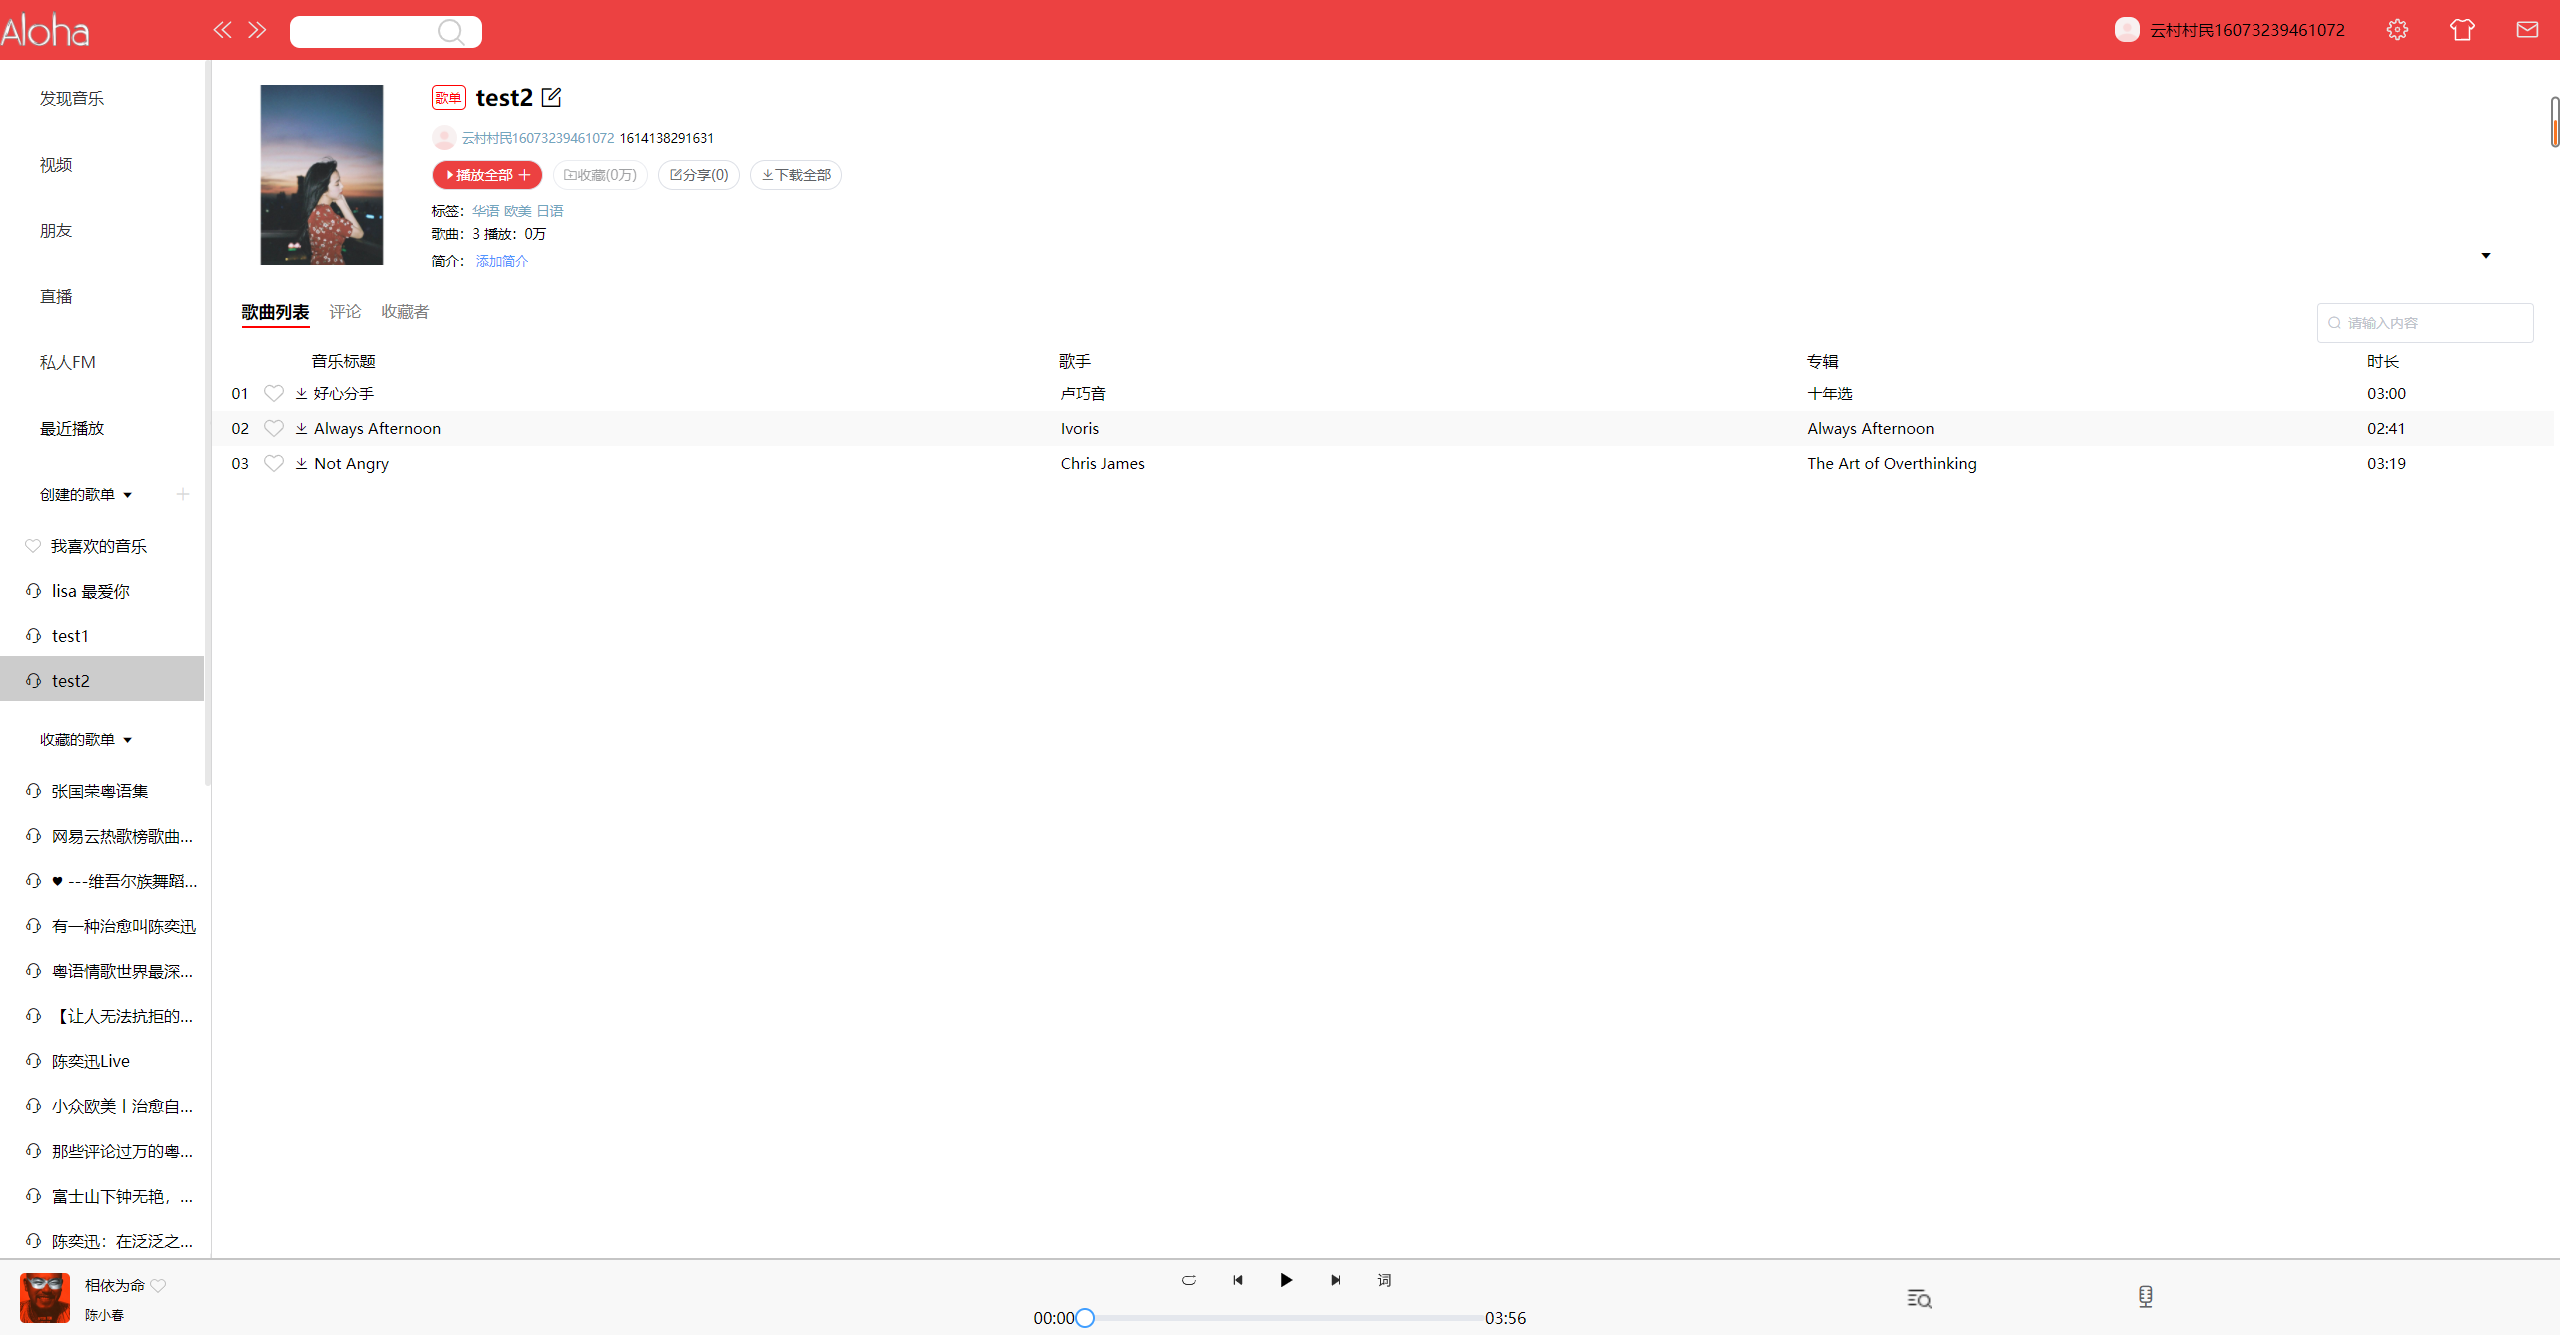 Aloha
云村村民16073239461072
发现音乐
视频
朋友
直播
私人FM
最近播放
创建的歌单
我喜欢的音乐
lisa 最爱你
test1
test2
收藏的歌单
张国荣粤语集
网易云热歌榜歌曲...
♥ ---维吾尔族舞蹈...
有一种治愈叫陈奕迅
粤语情歌世界最深...
【让人无法抗拒的...
陈奕迅Live
小众欧美丨治愈自...
那些评论过万的粤...
富士山下钟无艳，...
陈奕迅：在泛泛之...
歌单 test2
云村村民16073239461072 1614138291631
播放全部 收藏(0万) 分享(0) 下载全部
标签：华语 欧美 日语
歌曲：3 播放：0万
简介： 添加简介
歌曲列表 评论 收藏者
请输入内容
音乐标题 歌手 专辑 时长
01 好心分手 卢巧音 十年选 03:00
02 Always Afternoon Ivoris Always Afternoon 02:41
03 Not Angry Chris James The Art of Overthinking 03:19
相依为命
陈小春
词
00:00 03:56